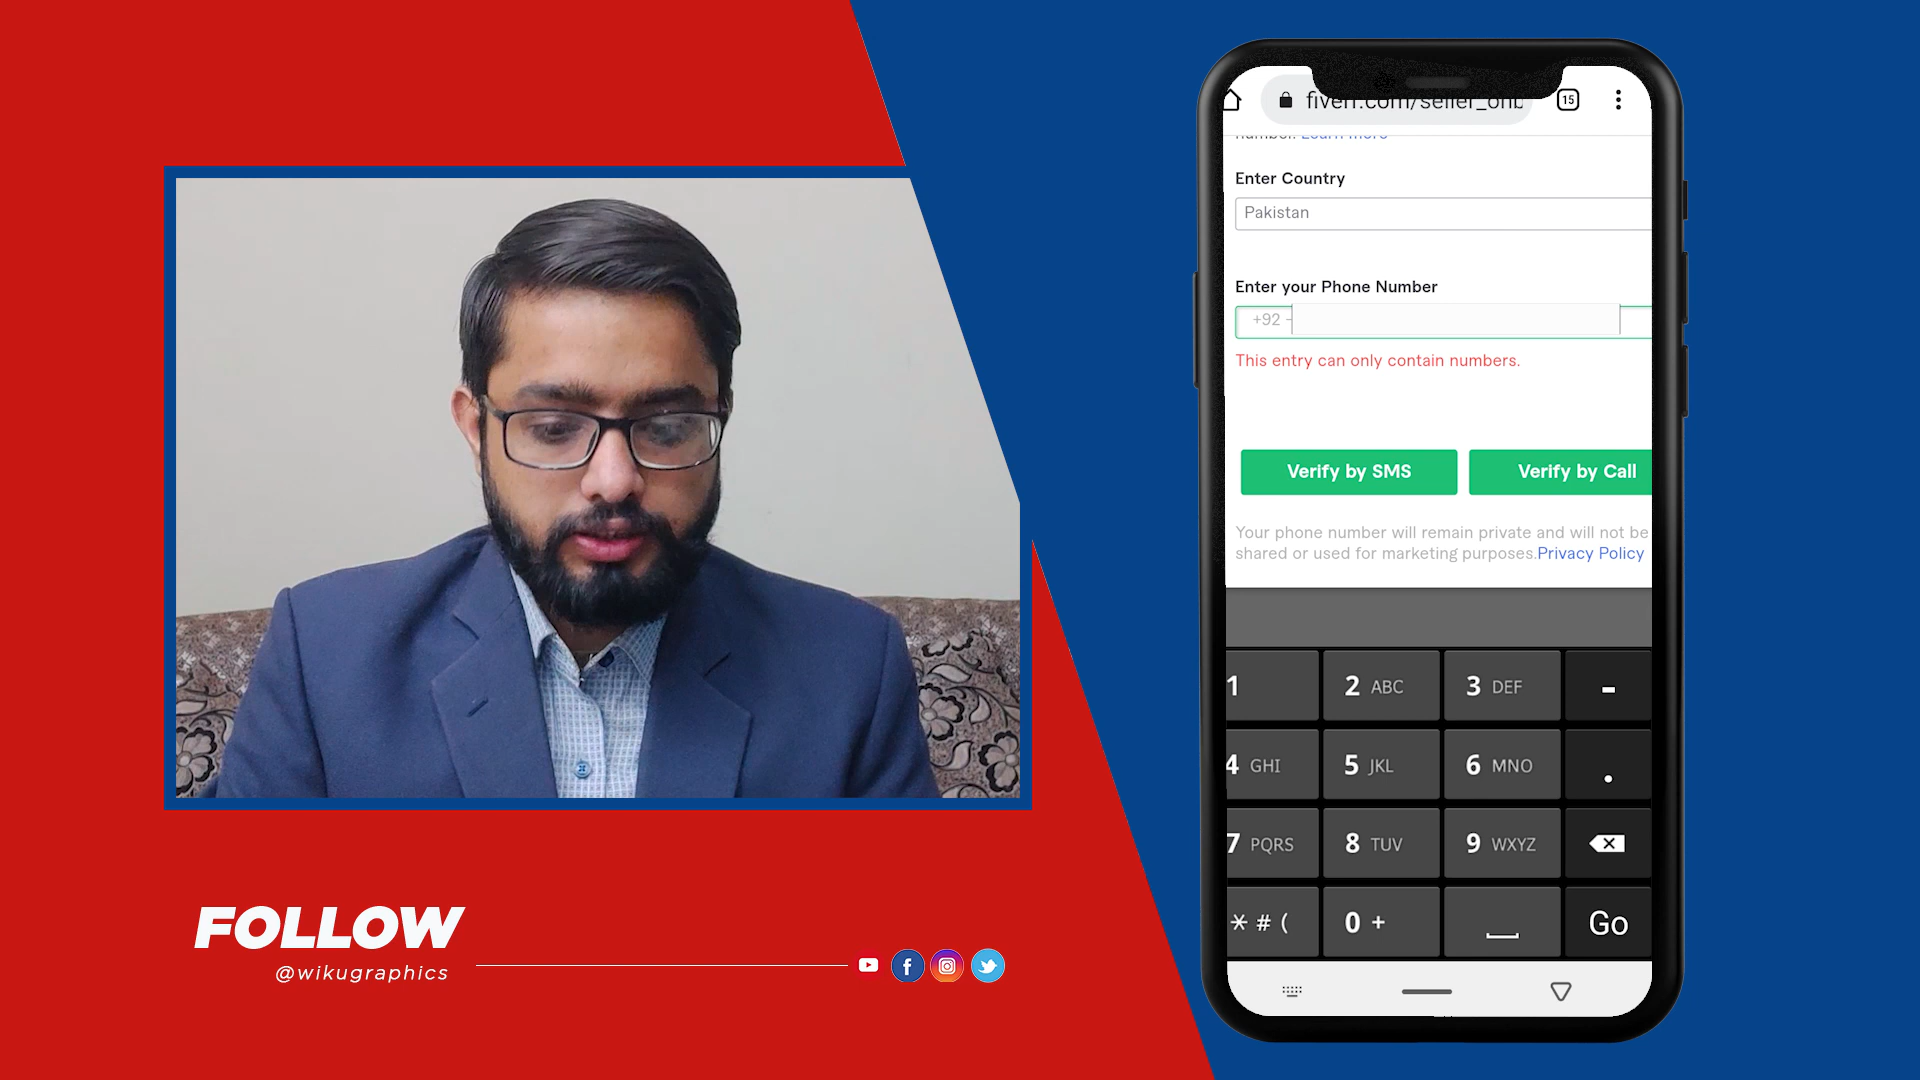 FOLLOW
@wikugraphics
fiverr.com/seller_onb
15
number. Learn more
Enter Country
Pakistan
Enter your Phone Number
+92 -
This entry can only contain numbers.
Verify by SMS
Verify by Call
Your phone number will remain private and will not be
shared or used for marketing purposes.Privacy Policy
1
2 ABC
3 DEF
-
4 GHI
5 JKL
6 MNO
.
7 PQRS
8 TUV
9 WXYZ
* # (
0 +
Go